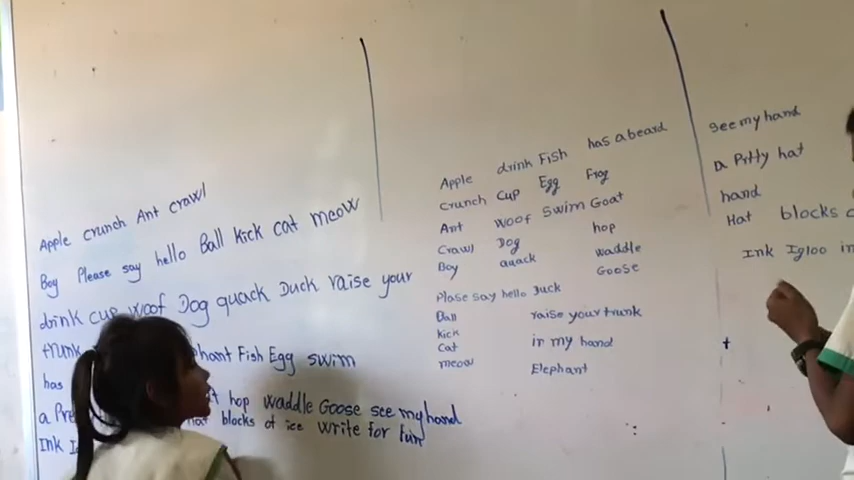 Apple crunch Ant crawl
Boy Please say hello Ball kick cat meow
drink cup woof Dog quack Duck raise your
trunk Fish Egg swim
has
a hop waddle Goose see my hand
Ink blocks of ice write for fun
Apple drink Fish has a beard
Crunch Cup Egg Frog
Ant woof swim Goat
Crawl Dog hop
Boy quack waddle
Goose
Plase say hello Duck
Ball raise your trunk
kick in my hand
Cat
meow Elephant
see my hand
a Pritty hat
hand
Hat blocks
Ink Igloo in